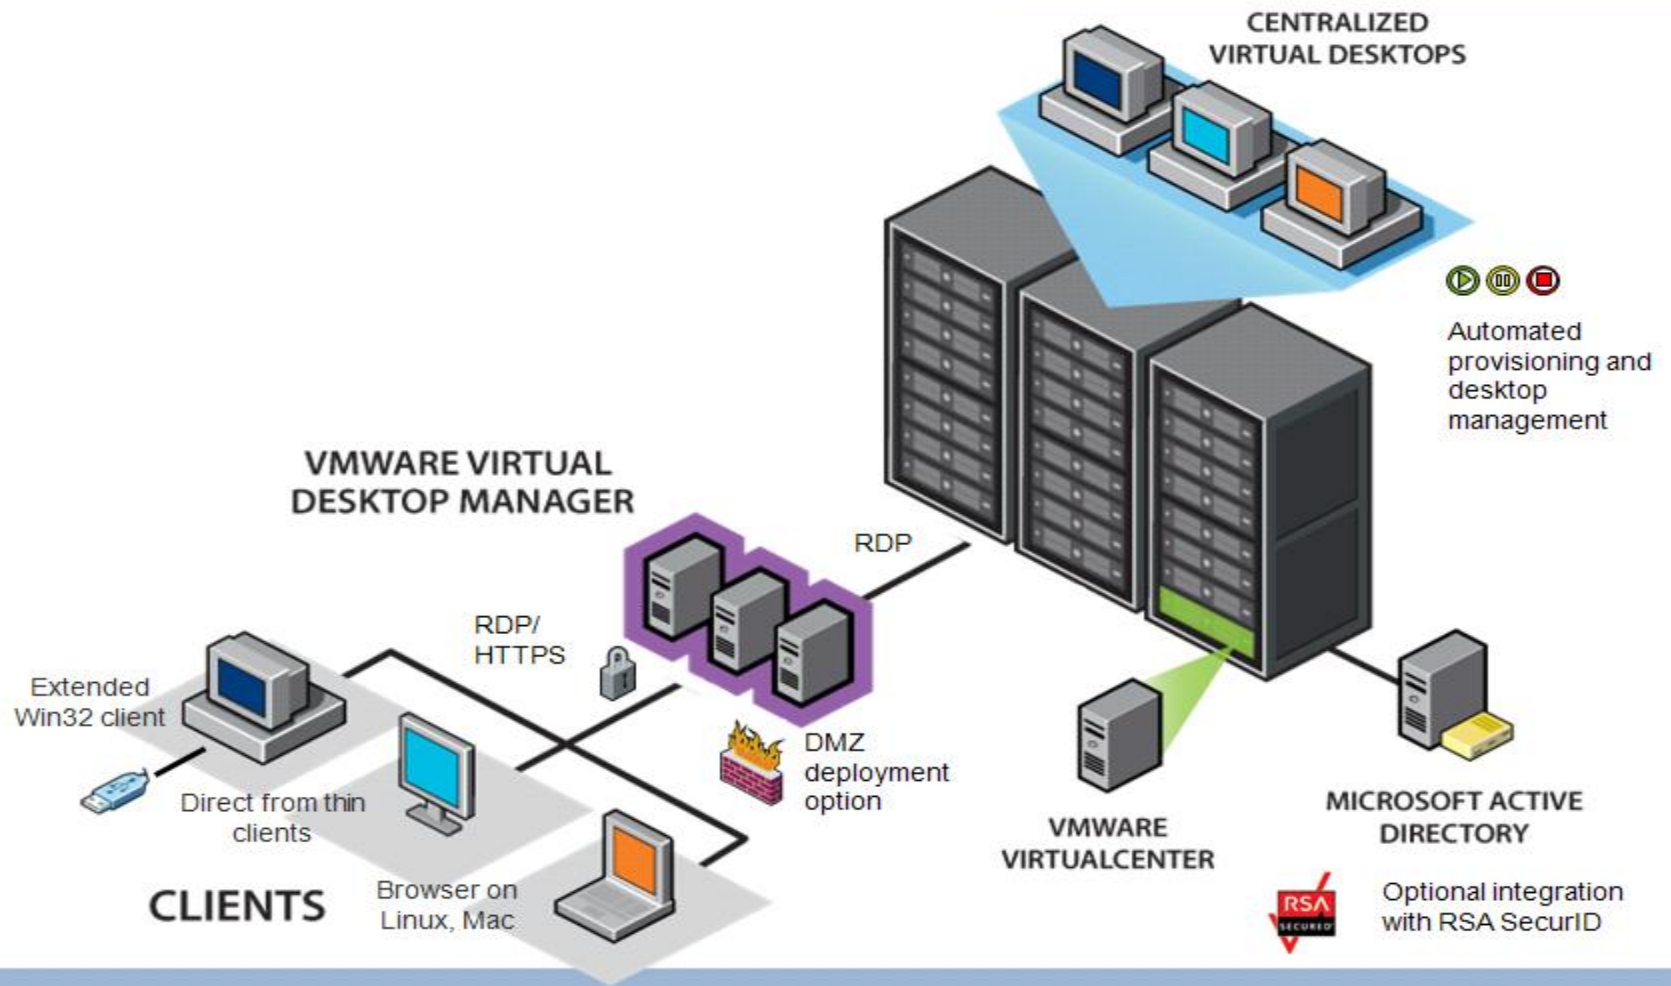 CENTRALIZED
VIRTUAL DESKTOPS
Automated
provisioning and
desktop
management
VMWARE VIRTUAL
DESKTOP MANAGER
RDP
RDP/
HTTPS
Extended
Win32 client
DMZ
deployment
option
Direct from thin
clients
Browser on
Linux, Mac
CLIENTS
VMWARE
VIRTUALCENTER
MICROSOFT ACTIVE
DIRECTORY
RSA
SECURED
Optional integration
with RSA SecurID